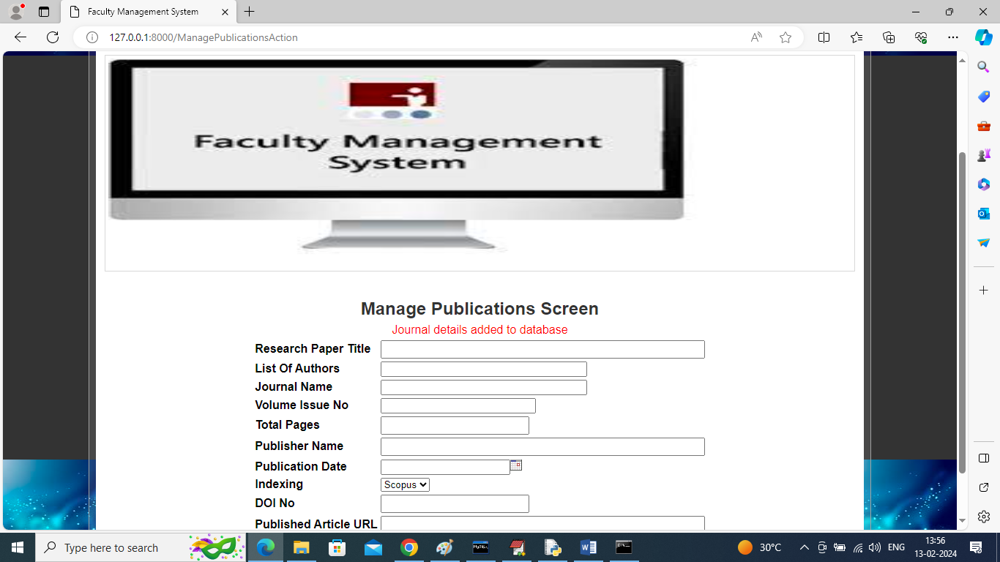 Faculty Management System
127.0.0.1:8000/ManagePublicationsAction
Faculty Management
System
Manage Publications Screen
Journal details added to database
Research Paper Title
List Of Authors
Journal Name
Volume Issue No
Total Pages
Publisher Name
Publication Date
Indexing Scopus
DOI No
Published Article URL
Type here to search
30°C
ENG
13:56
13-02-2024